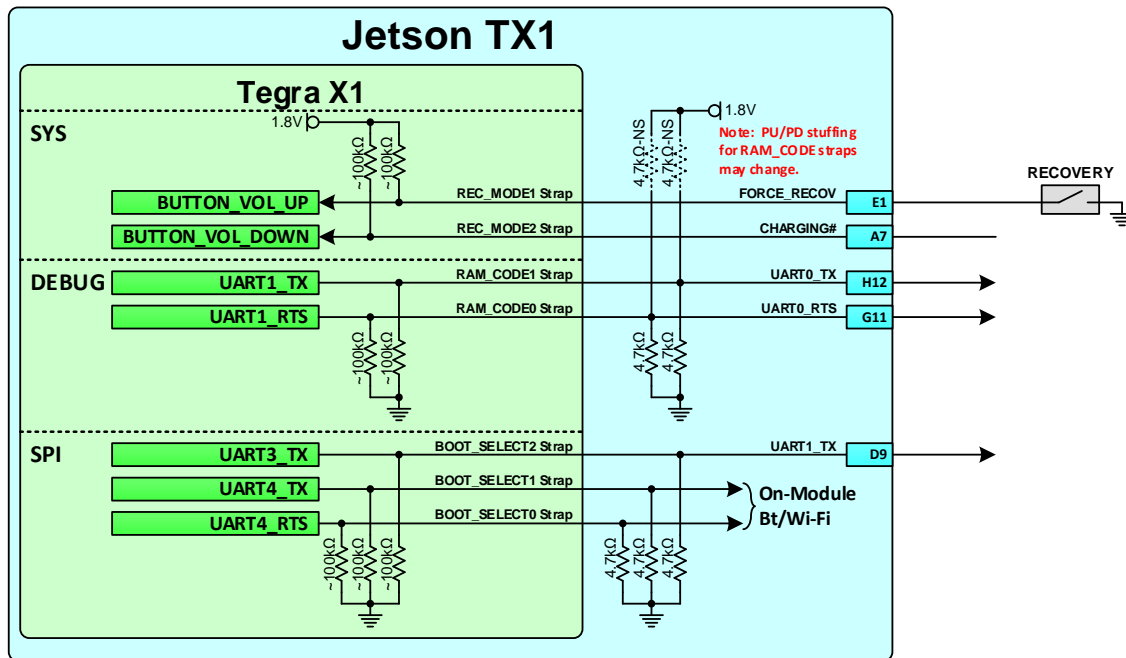 Jetson TX1
Tegra X1
SYS
1.8V
1.8V
~100kΩ
~100kΩ
4.7kΩ-NS
4.7kΩ-NS
Note: PU/PD stuffing
for RAM_CODE straps
may change.
RECOVERY
BUTTON_VOL_UP
REC_MODE1 Strap
FORCE_RECOV
E1
BUTTON_VOL_DOWN
REC_MODE2 Strap
CHARGING#
A7
DEBUG
UART1_TX
RAM_CODE1 Strap
UART0_TX
H12
UART1_RTS
RAM_CODE0 Strap
UART0_RTS
G11
~100kΩ
~100kΩ
4.7kΩ
4.7kΩ
SPI
UART3_TX
BOOT_SELECT2 Strap
UART1_TX
D9
UART4_TX
BOOT_SELECT1 Strap
On-Module
Bt/Wi-Fi
UART4_RTS
BOOT_SELECT0 Strap
~100kΩ
~100kΩ
~100kΩ
4.7kΩ
4.7kΩ
4.7kΩ